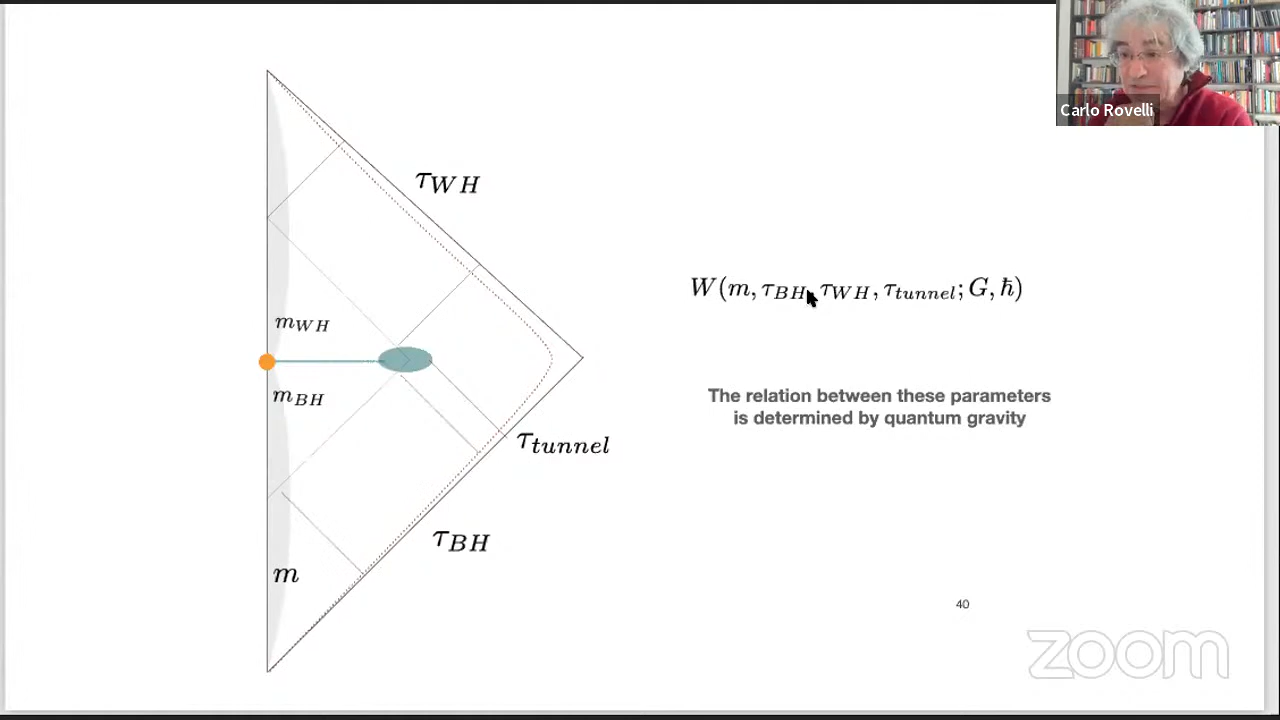 Carlo Rovelli
τ_WH
W(m, τ_BH, τ_WH, τ_tunnel; G, ħ)
m_WH
m_BH
The relation between these parameters
is determined by quantum gravity
τ_tunnel
τ_BH
m
40
zoom